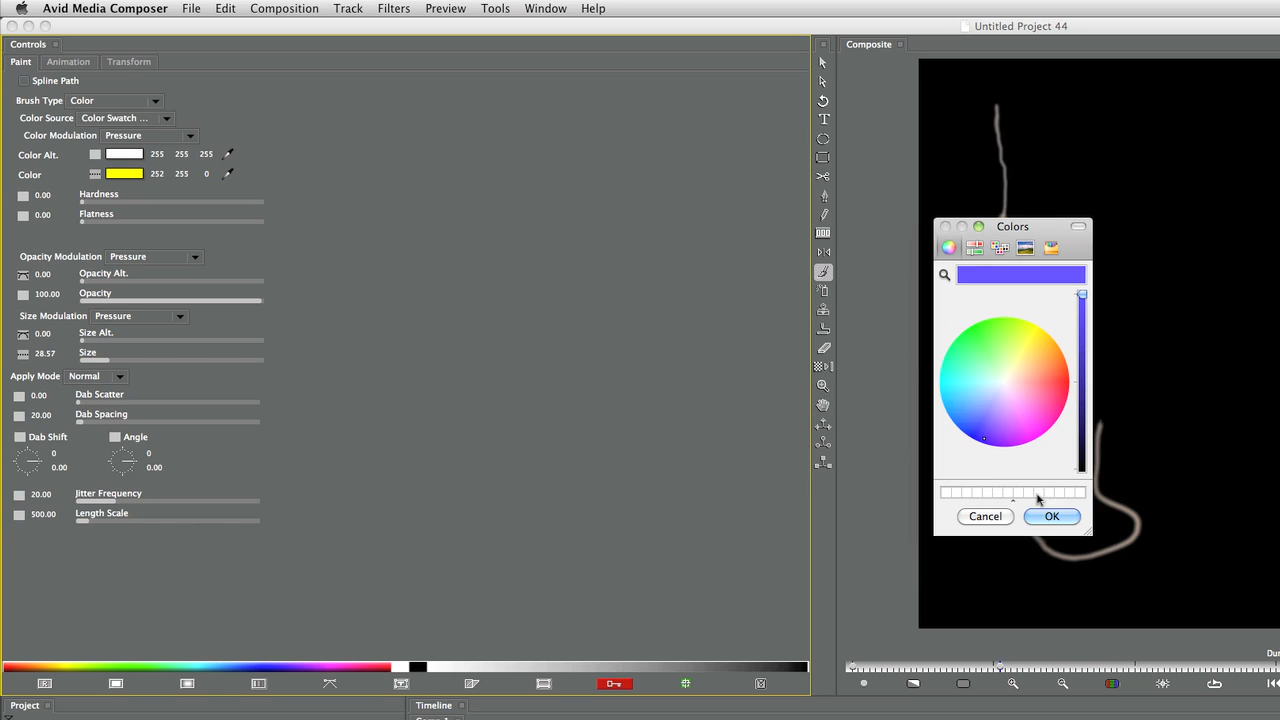 Avid Media Composer File Edit Composition Track Filters Preview Tools Window Help
Untitled Project 44
Controls
Composite
Paint Animation Transform
Spline Path
Brush Type Color
Color Source Color Swatch ...
Color Modulation Pressure
Color Alt. 255 255 255
Color 252 255 0
0.00 Hardness
0.00 Flatness
Opacity Modulation Pressure
0.00 Opacity Alt.
100.00 Opacity
Size Modulation Pressure
0.00 Size Alt.
28.57 Size
Apply Mode Normal
0.00 Dab Scatter
20.00 Dab Spacing
Dab Shift Angle
0 0
0.00 0.00
20.00 Jitter Frequency
500.00 Length Scale
Colors
Cancel OK
Project
Timeline